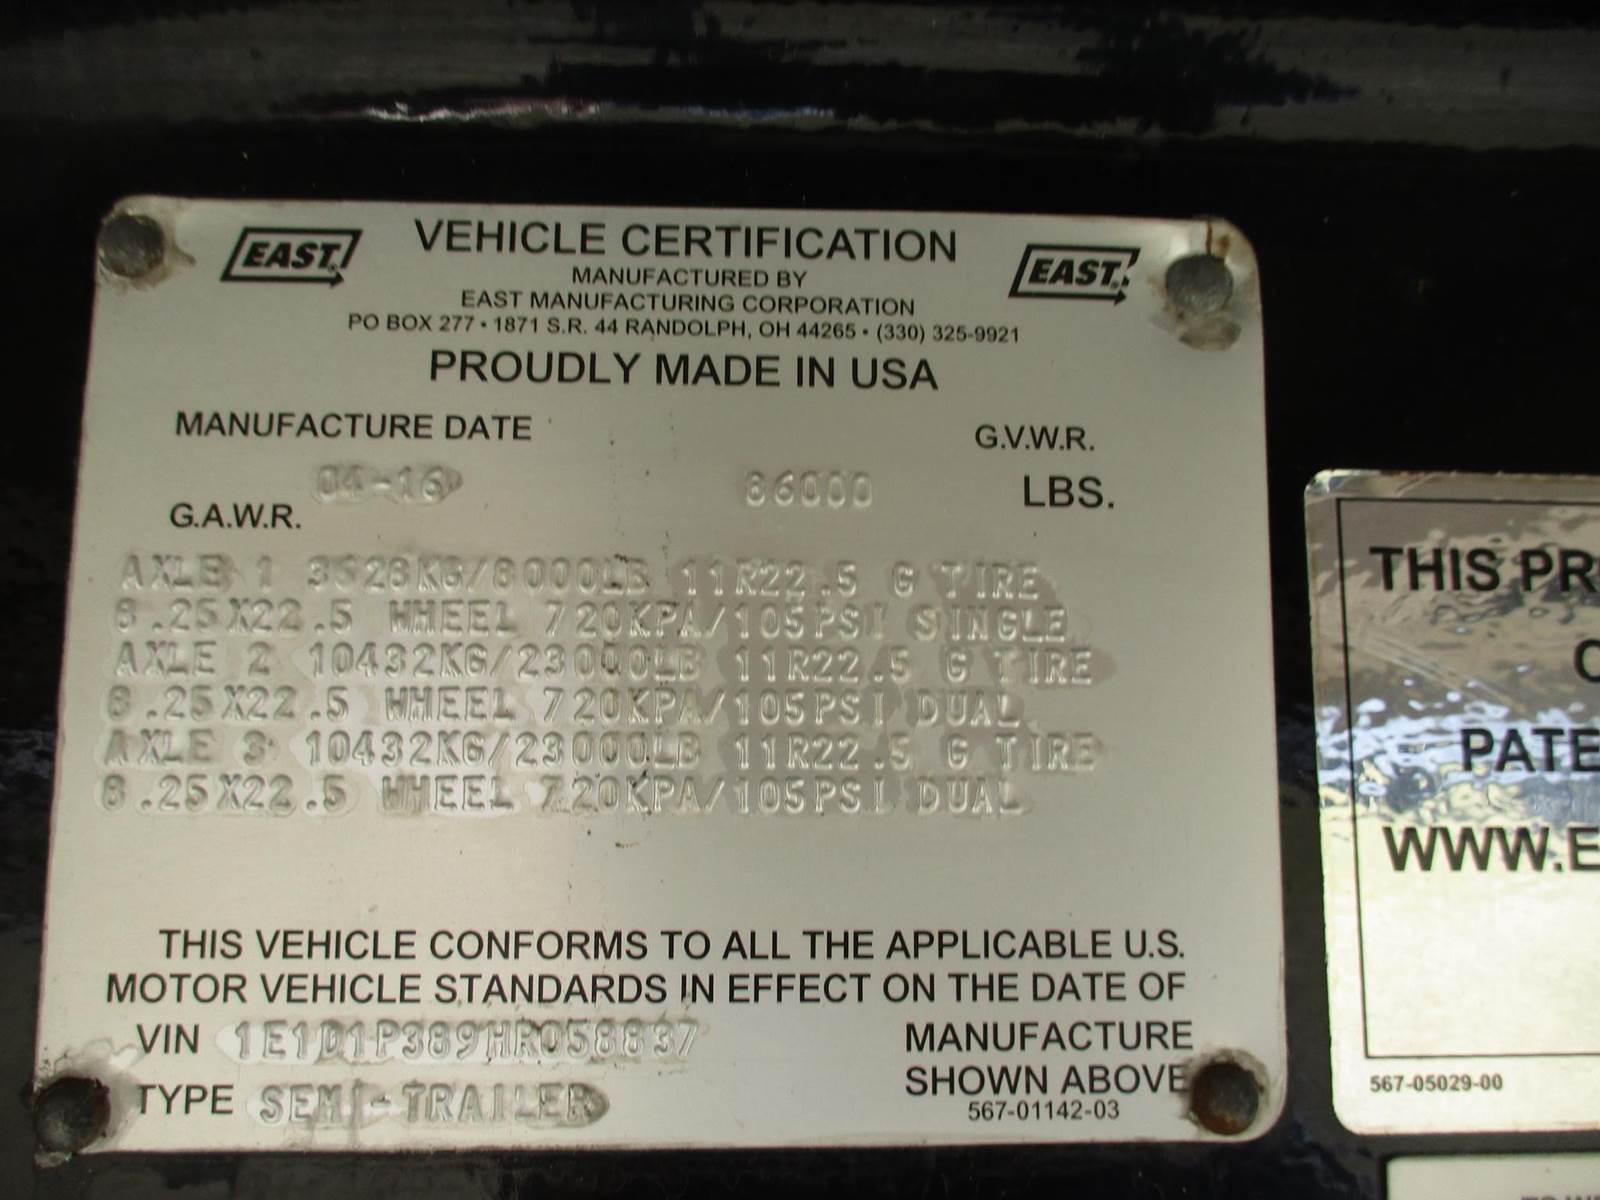 EAST
VEHICLE CERTIFICATION
EAST
MANUFACTURED BY
EAST MANUFACTURING CORPORATION
PO BOX 277 • 1871 S.R. 44 RANDOLPH, OH 44265 • (330) 325-9921
PROUDLY MADE IN USA
MANUFACTURE DATE G.V.W.R.
04-16 86000 LBS.
G.A.W.R.
AXLE 1 3628KG/8000LB 11R22.5 G TIRE
8.25X22.5 WHEEL 720KPA/105PSI SINGLE
AXLE 2 10432KG/23000LB 11R22.5 G TIRE
8.25X22.5 WHEEL 720KPA/105PSI DUAL
AXLE 3 10432KG/23000LB 11R22.5 G TIRE
8.25X22.5 WHEEL 720KPA/105PSI DUAL
THIS VEHICLE CONFORMS TO ALL THE APPLICABLE U.S.
MOTOR VEHICLE STANDARDS IN EFFECT ON THE DATE OF
VIN 1E1D1P389HR058837 MANUFACTURE
TYPE SEMI-TRAILER SHOWN ABOVE
567-01142-03
THIS PR
PATE
WWW.E
567-05029-00